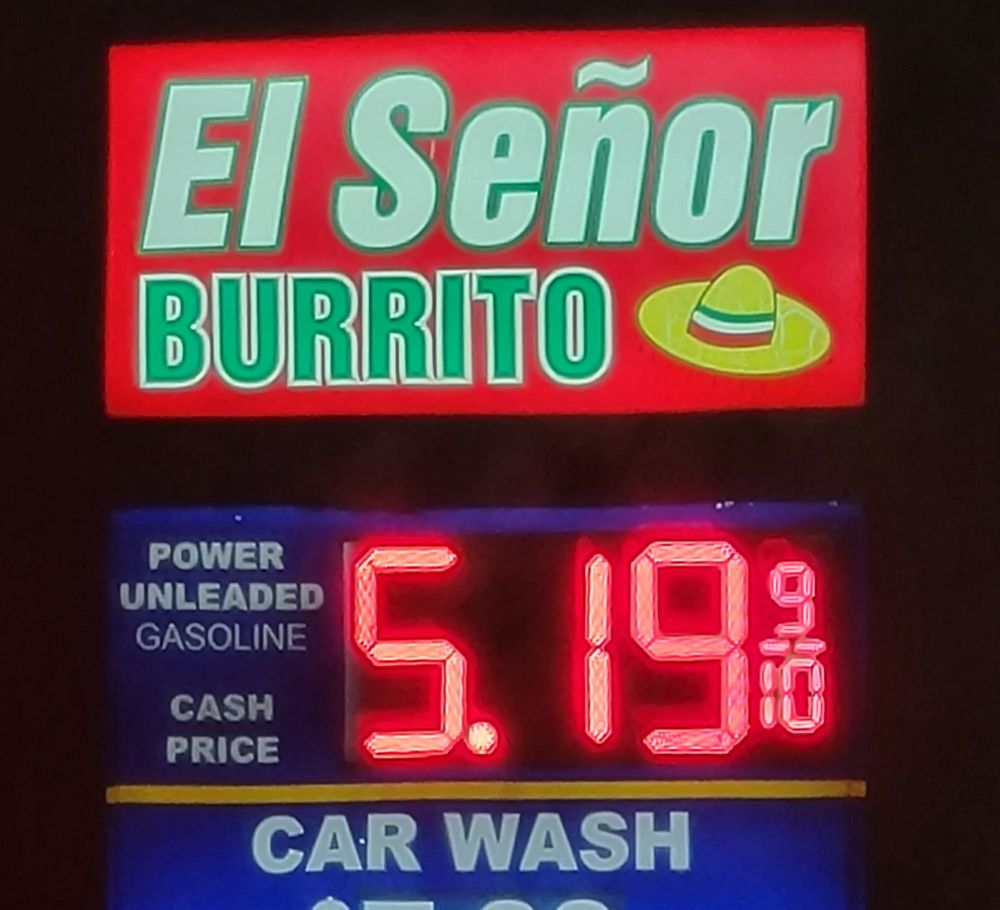 El Señor
BURRITO
POWER
UNLEADED
GASOLINE
CASH
PRICE
5.19 9/10
CAR WASH